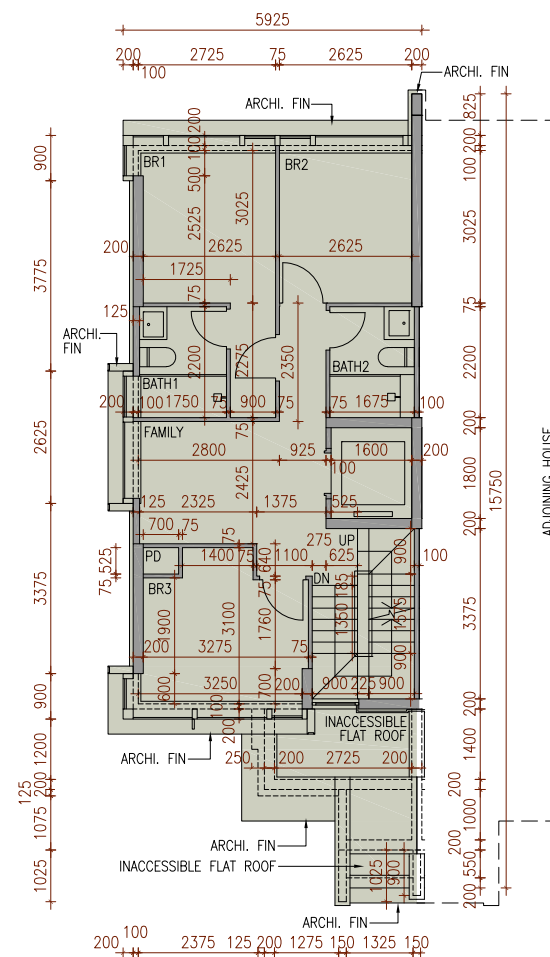 5925
200 2725 75 2625 200
100
ARCHI. FIN
ARCHI. FIN
825
200
900
100
200
100
BR1
BR2
500
3025
2525
3025
3775
200
2625
2625
1725
75
75
125
ARCHI.
FIN
2200
2275
2350
2200
BATH1
BATH2
200 100 1750 75 900 75 75 1675 100
2625
75
200
FAMILY
15750
ADJOINING HOUSE
2800 925 1600 200
100
2425
1800
125 2325 1375 525
700 75
200
275 UP
75
PD
1400 75 640 1100 625
900
100
525
DN
75
BR3
75
185
3375
1900
3100
1760
1350
1575
3375
200 3275 75
900
600
3250
700
200 900 225 900
900
100
200
200
INACCESSIBLE
FLAT ROOF
1200
1400
ARCHI. FIN
250 200 2725 200
125
200
200
1075
1000
ARCHI. FIN
200
INACCESSIBLE FLAT ROOF
1025
1025
900
550
200
ARCHI. FIN
100
200 2375 125 200 1275 150 1325 150